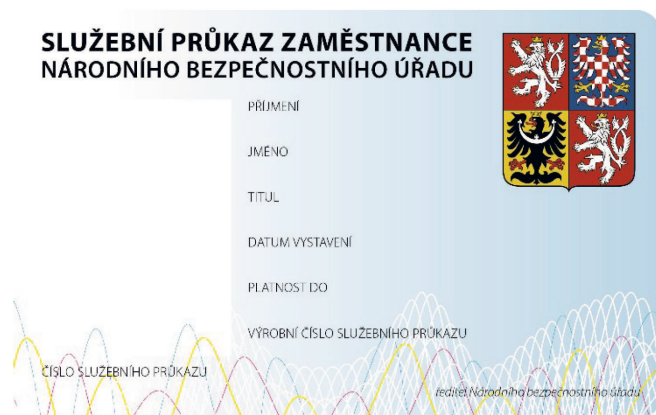 SLUŽEBNÍ PRŮKAZ ZAMĚSTNANCE
NÁRODNÍHO BEZPEČNOSTNÍHO ÚŘADU
PŘÍJMENÍ
JMÉNO
TITUL
DATUM VYSTAVENÍ
PLATNOST DO
VÝROBNÍ ČÍSLO SLUŽEBNÍHO PRŮKAZU
ČÍSLO SLUŽEBNÍHO PRŮKAZU
ředitel Národního bezpečnostního úřadu